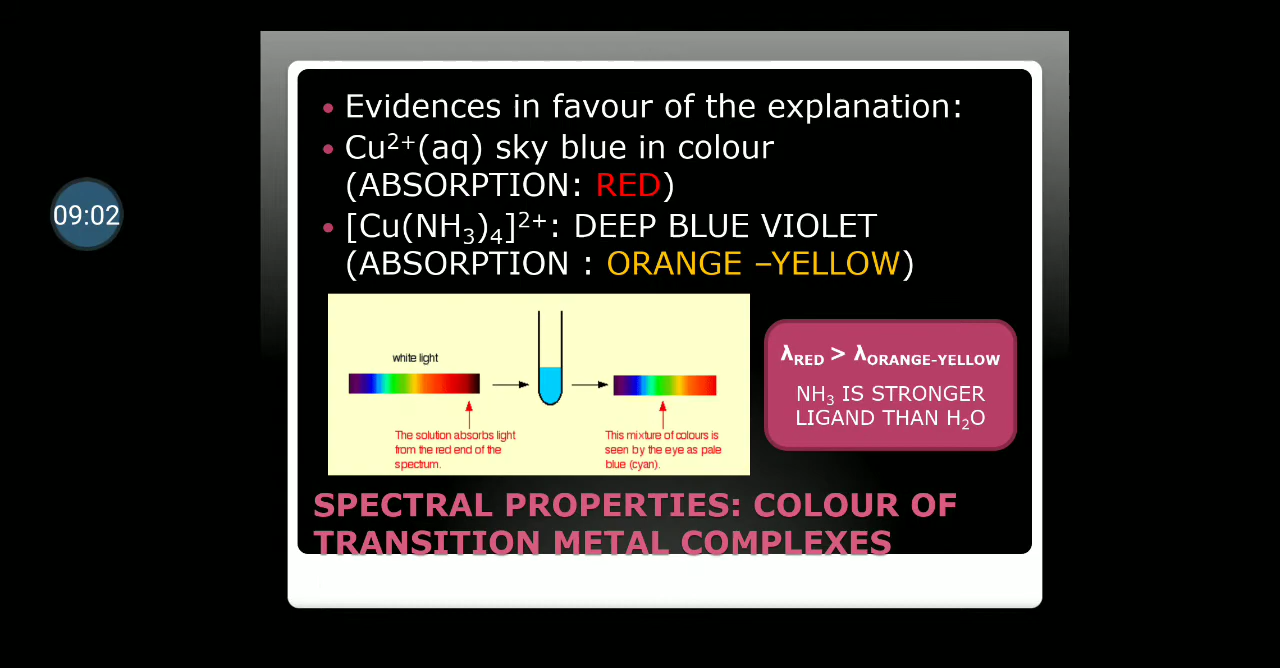 09:02
Evidences in favour of the explanation:
Cu²⁺(aq) sky blue in colour
(ABSORPTION: RED)
[Cu(NH₃)₄]²⁺: DEEP BLUE VIOLET
(ABSORPTION : ORANGE –YELLOW)
white light
The solution absorbs light
from the red end of the
spectrum.
This mixture of colours is
seen by the eye as pale
blue (cyan).
λRED > λORANGE-YELLOW
NH₃ IS STRONGER
LIGAND THAN H₂O
SPECTRAL PROPERTIES: COLOUR OF
TRANSITION METAL COMPLEXES